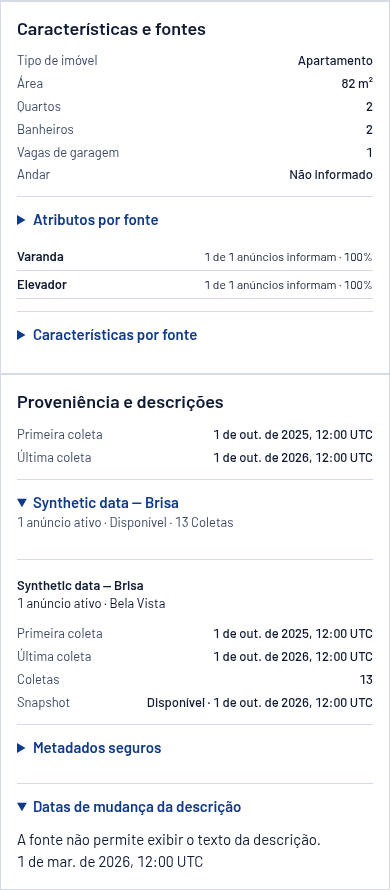 Características e fontes
Tipo de imóvel Apartamento
Área 82 m²
Quartos 2
Banheiros 2
Vagas de garagem 1
Andar Não informado
Atributos por fonte
Varanda 1 de 1 anúncios informam · 100%
Elevador 1 de 1 anúncios informam · 100%
Características por fonte
Proveniência e descrições
Primeira coleta 1 de out. de 2025, 12:00 UTC
Última coleta 1 de out. de 2026, 12:00 UTC
Synthetic data — Brisa
1 anúncio ativo · Disponível · 13 Coletas
Synthetic data — Brisa
1 anúncio ativo · Bela Vista
Primeira coleta 1 de out. de 2025, 12:00 UTC
Última coleta 1 de out. de 2026, 12:00 UTC
Coletas 13
Snapshot Disponível · 1 de out. de 2026, 12:00 UTC
Metadados seguros
Datas de mudança da descrição
A fonte não permite exibir o texto da descrição.
1 de mar. de 2026, 12:00 UTC